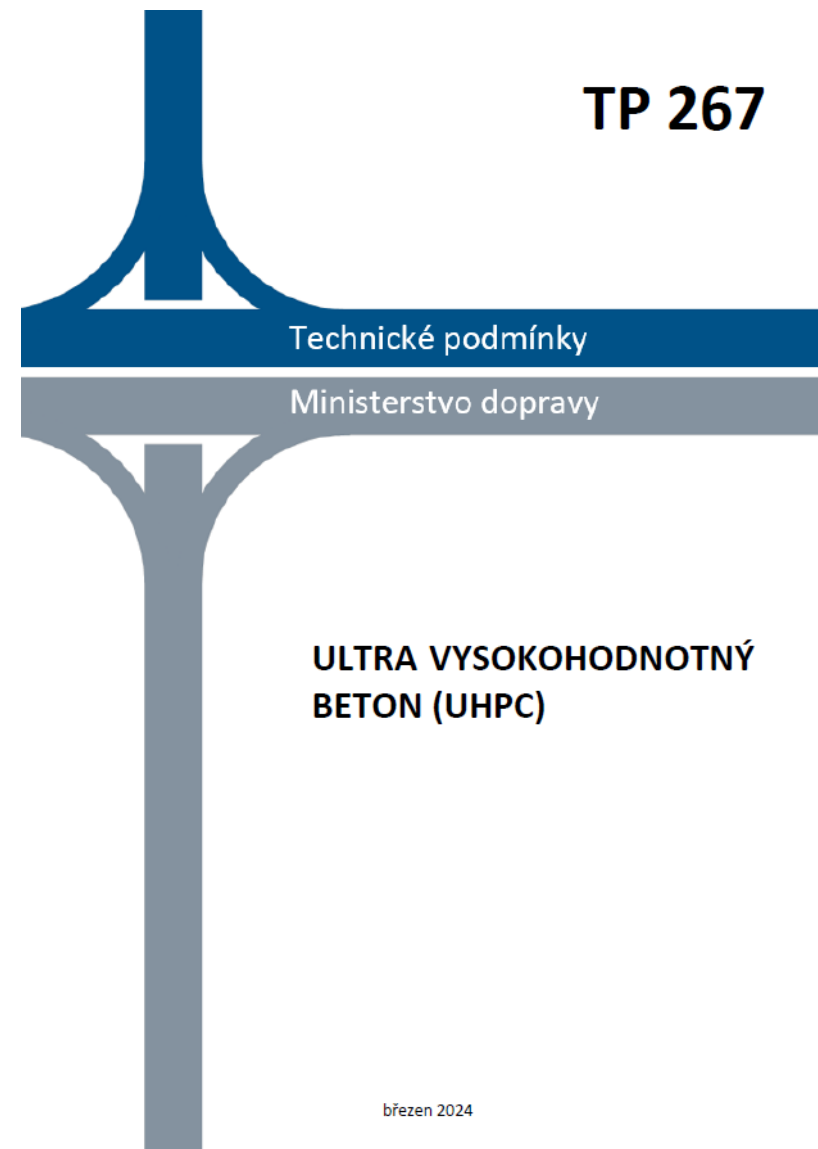 TP 267
Technické podmínky
Ministerstvo dopravy
ULTRA VYSOKOHODNOTNÝ
BETON (UHPC)
březen 2024